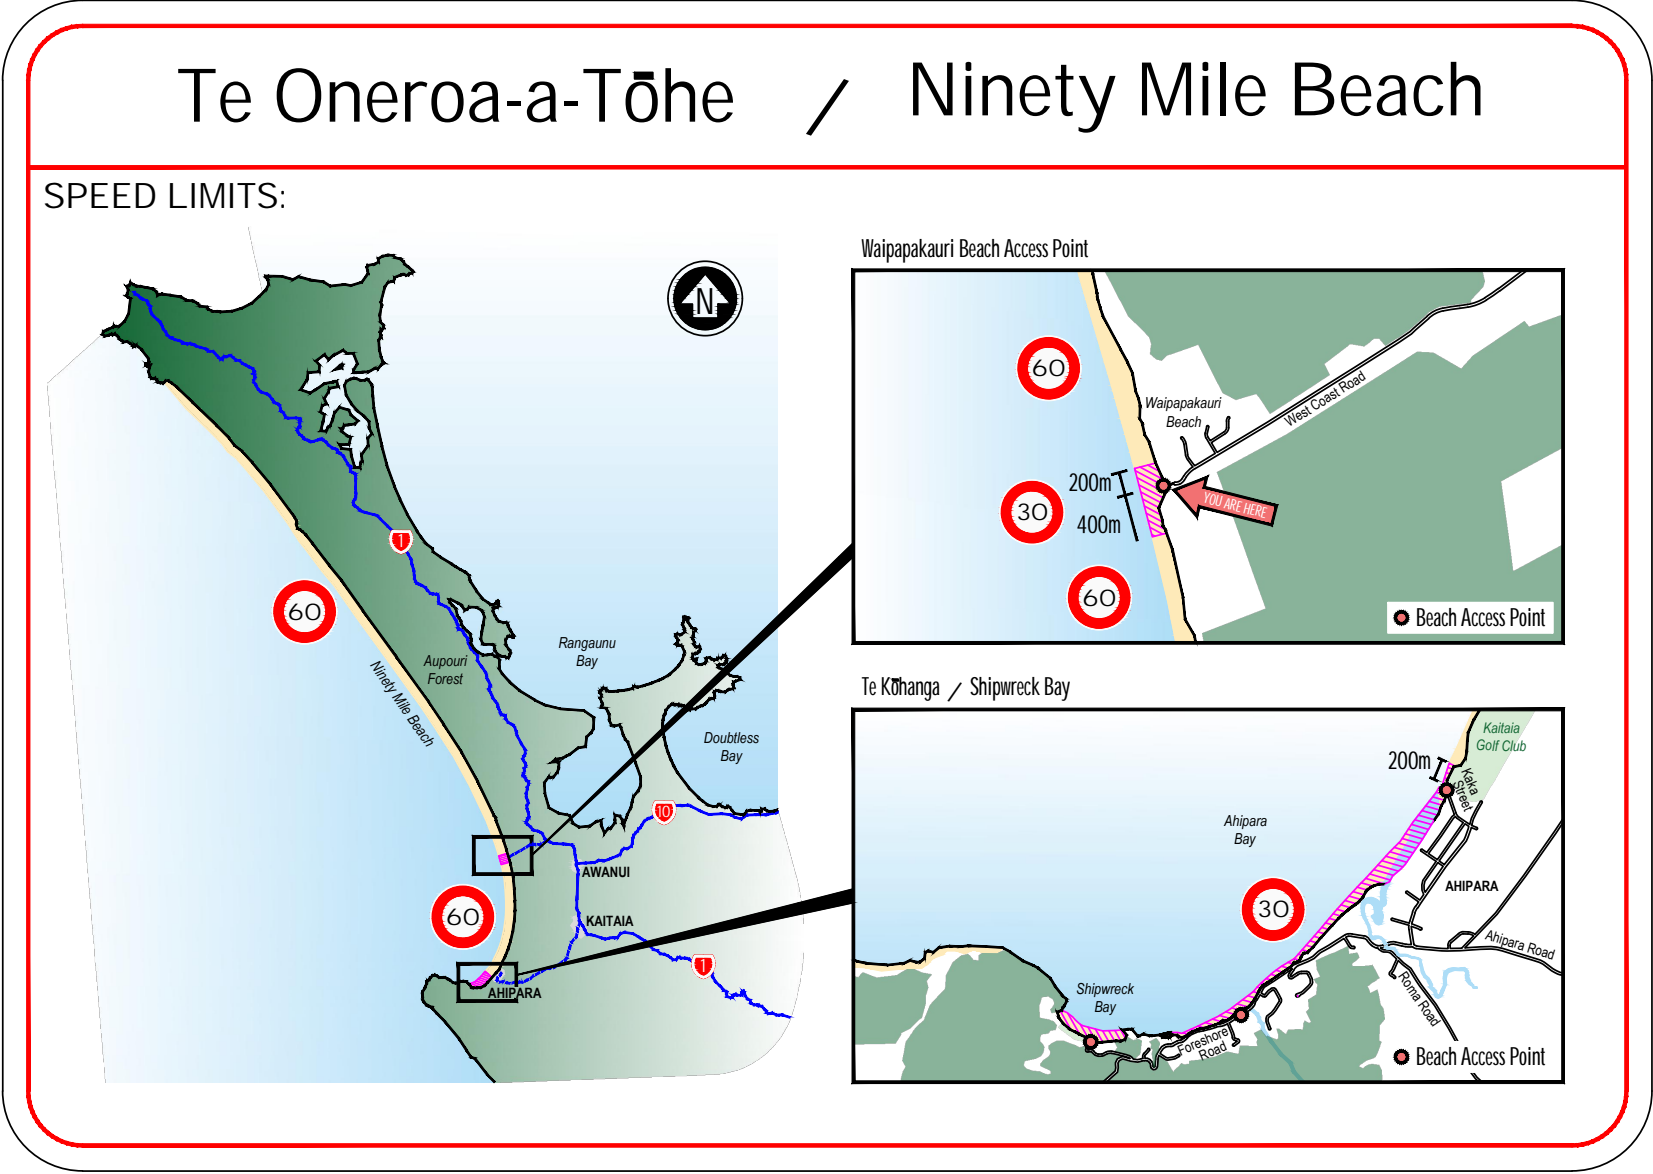 Te Oneroa-a-Tōhe / Ninety Mile Beach
SPEED LIMITS:
N
1
60
Rangaunu
Bay
Aupouri
Forest
Ninety Mile Beach
Doubtless
Bay
10
AWANUI
60
KAITAIA
1
AHIPARA
Waipapakauri Beach Access Point
60
Waipapakauri
Beach
West Coast Road
200m
30
400m
YOU ARE HERE
60
Beach Access Point
Te Kōhanga / Shipwreck Bay
Kaitaia
Golf Club
200m
Kaka
Street
Ahipara
Bay
AHIPARA
30
Ahipara Road
Shipwreck
Bay
Roma Road
Foreshore
Road
Beach Access Point